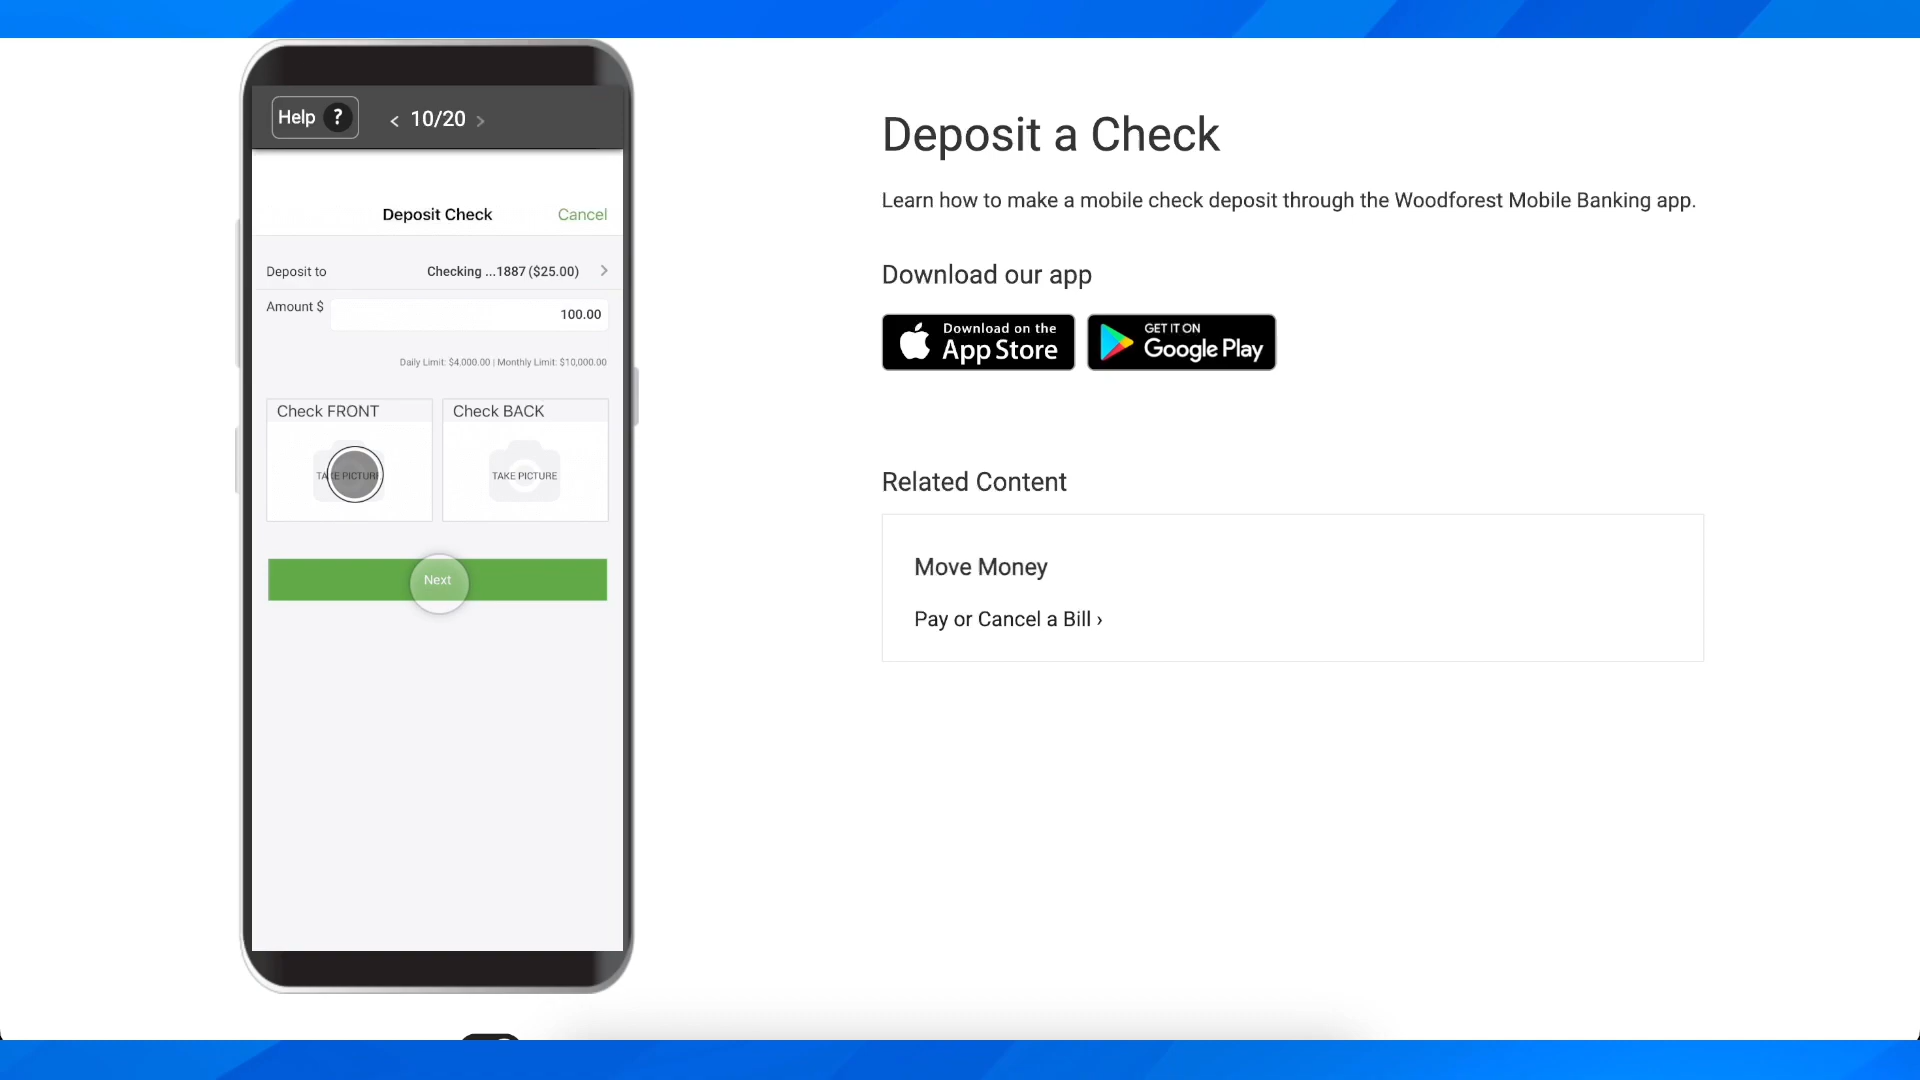 Help ?
< 10/20 >
Deposit Check
Cancel
Deposit to
Checking ...1887 ($25.00) >
Amount $
100.00
Daily Limit: $4,000.00 | Monthly Limit: $10,000.00
Check FRONT
Check BACK
TAKE PICTURE
TAKE PICTURE
Next
Deposit a Check
Learn how to make a mobile check deposit through the Woodforest Mobile Banking app.
Download our app
Download on the
App Store
GET IT ON
Google Play
Related Content
Move Money
Pay or Cancel a Bill ›